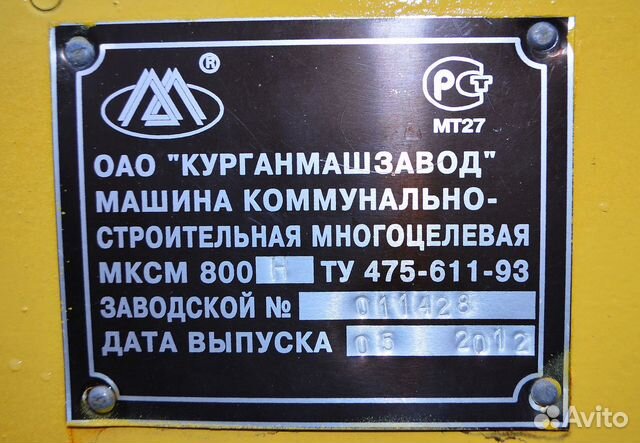 ®
РСТ
МТ27
ОАО "КУРГАНМАШЗАВОД"
МАШИНА КОММУНАЛЬНО-
СТРОИТЕЛЬНАЯ МНОГОЦЕЛЕВАЯ
МКСМ 800 Н ТУ 475-611-93
ЗАВОДСКОЙ № 011428
ДАТА ВЫПУСКА 05 2012
Avito